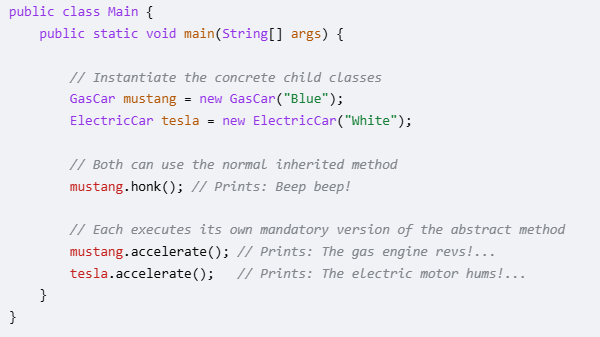 public class Main {
    public static void main(String[] args) {

        // Instantiate the concrete child classes
        GasCar mustang = new GasCar("Blue");
        ElectricCar tesla = new ElectricCar("White");

        // Both can use the normal inherited method
        mustang.honk(); // Prints: Beep beep!

        // Each executes its own mandatory version of the abstract method
        mustang.accelerate(); // Prints: The gas engine revs!...
        tesla.accelerate();   // Prints: The electric motor hums!...
    }
}